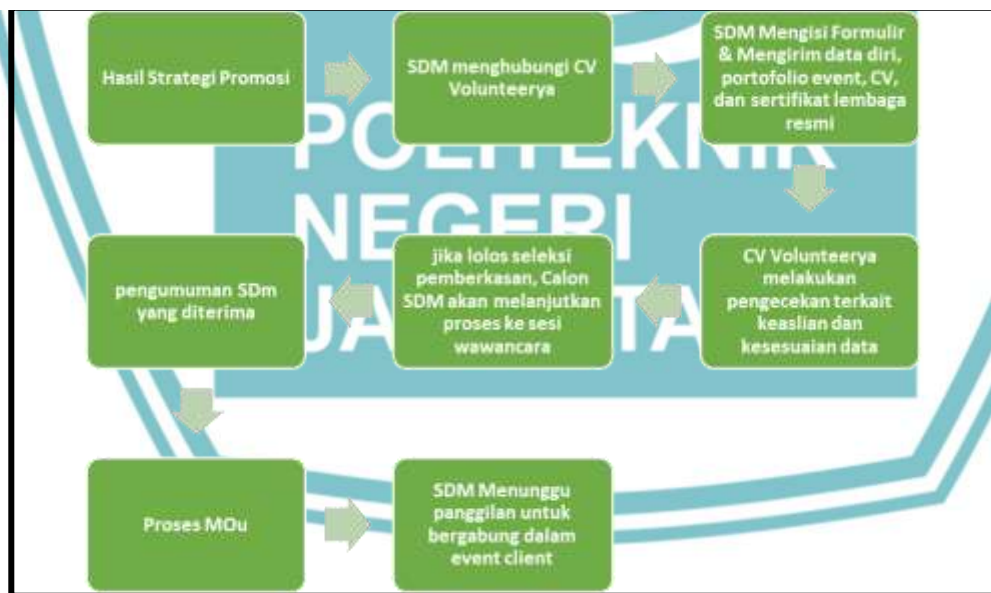 Hasil Strategi Promosi
SDM menghubungi CV
Volunteerya
SDM Mengisi Formulir
& Mengirim data diri,
portofolio event, CV,
dan sertifikat lembaga
resmi
CV Volunteerya
melakukan
pengecekan terkait
keaslian dan
kesesuaian data
jika lolos seleksi
pemberkasan, Calon
SDM akan melanjutkan
proses ke sesi
wawancara
pengumuman SDm
yang diterima
Proses MOu
SDM Menunggu
panggilan untuk
bergabung dalam
event client
POLITEKNIK
NEGERI